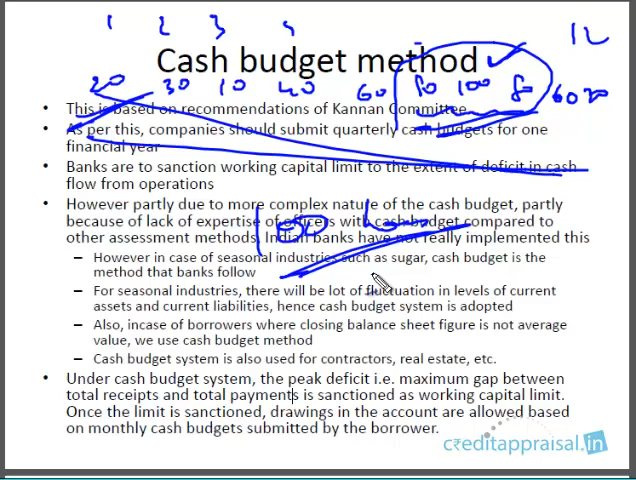 1 2 3 4
12
Cash budget method
20 30 10 40 60 80 100 80 60 20
• This is based on recommendations of Kannan Committee
• As per this, companies should submit quarterly cash budgets for one
financial year
• Banks are to sanction working capital limit to the extent of deficit in cash
flow from operations
• However partly due to more complex nature of the cash budget, partly
because of lack of expertise of officers with cash budget compared to
other assessment methods, Indian banks have not really implemented this
– However in case of seasonal industries such as sugar, cash budget is the
method that banks follow
– For seasonal industries, there will be lot of fluctuation in levels of current
assets and current liabilities, hence cash budget system is adopted
– Also, incase of borrowers where closing balance sheet figure is not average
value, we use cash budget method
– Cash budget system is also used for contractors, real estate, etc.
• Under cash budget system, the peak deficit i.e. maximum gap between
total receipts and total payments is sanctioned as working capital limit.
Once the limit is sanctioned, drawings in the account are allowed based
on monthly cash budgets submitted by the borrower.
creditappraisal.in